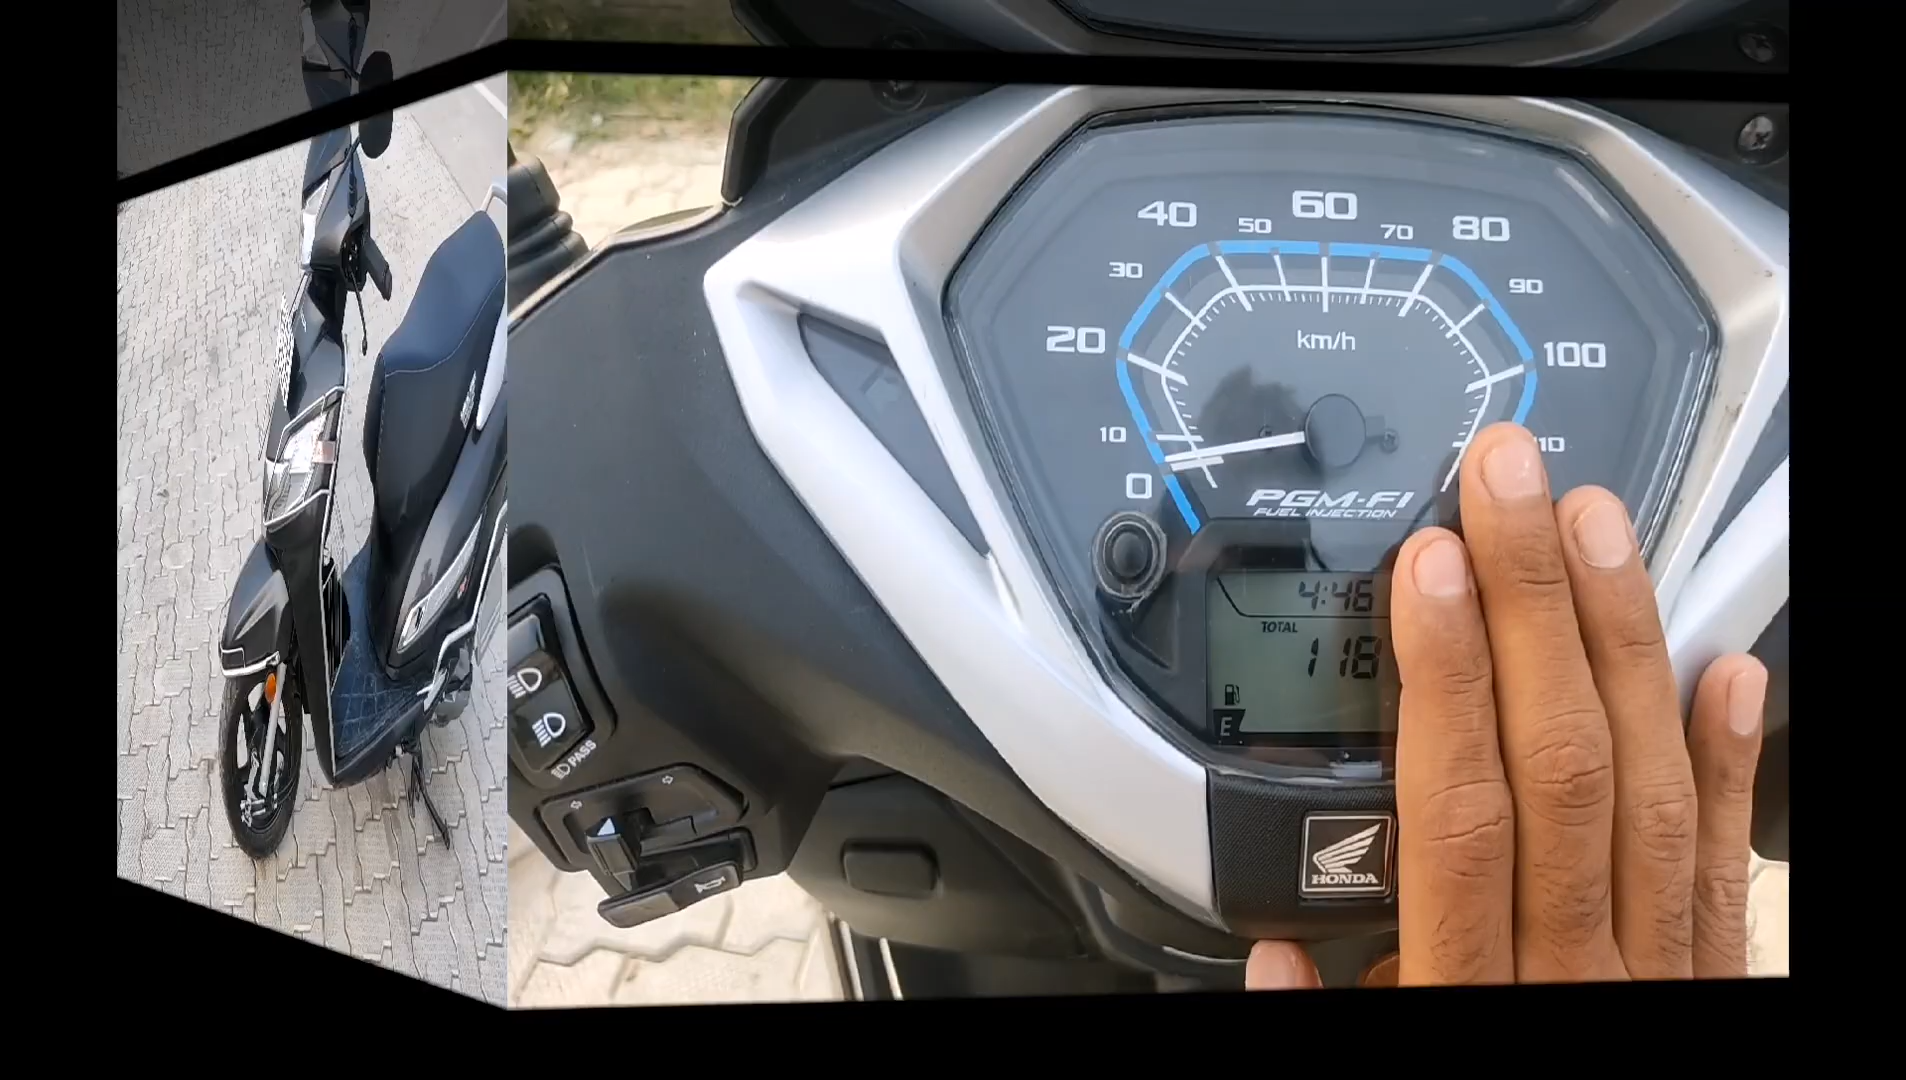 40 50 60 70 80
30 90
20 km/h 100
10 10
0
PGM-FI
FUEL INJECTION
4:46
TOTAL
118
E
PASS
HONDA